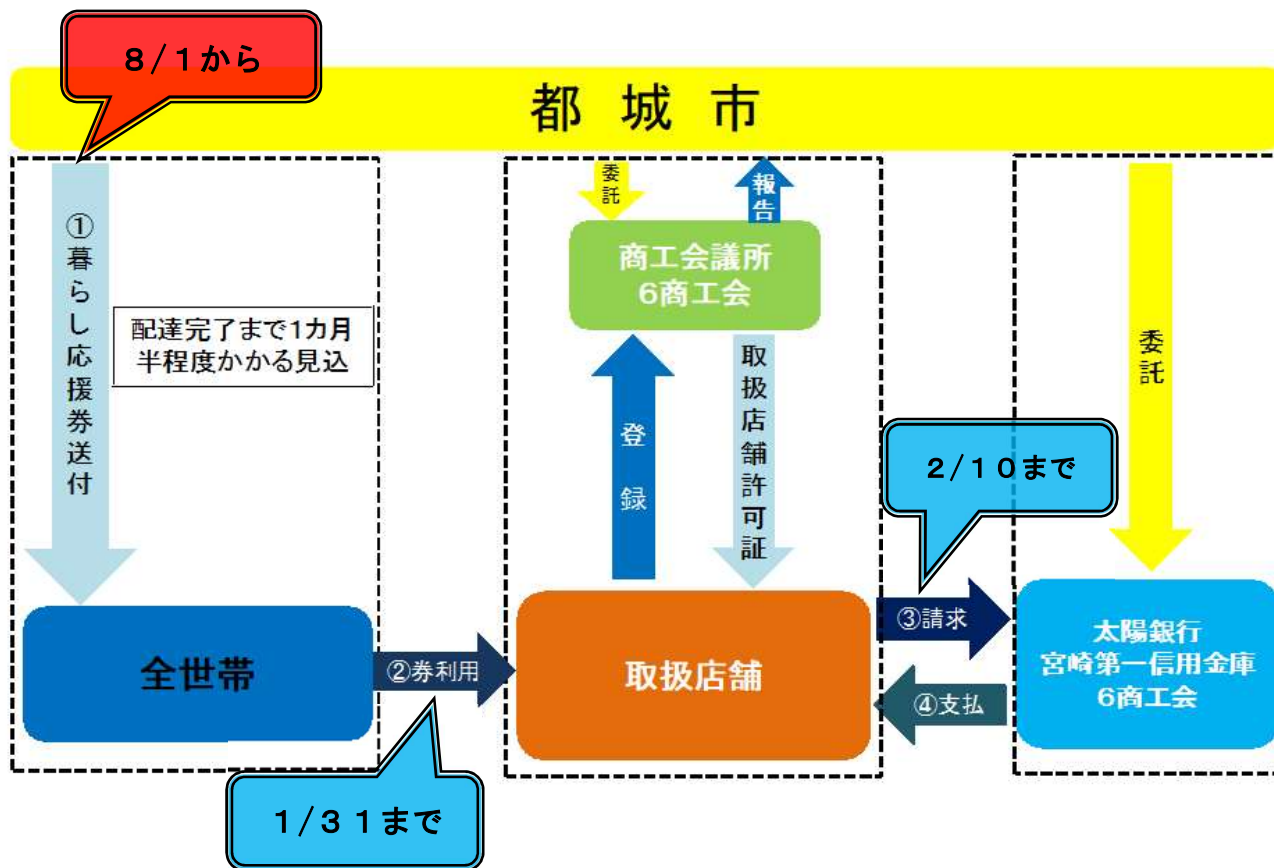 8/1から
都城市
①暮らし応援券送付
配達完了まで1カ月
半程度かかる見込
委託
報告
商工会議所
6商工会
登録
取扱店舗許可証
委託
2/10まで
全世帯
②券利用
取扱店舗
③請求
④支払
太陽銀行
宮崎第一信用金庫
6商工会
1/31まで